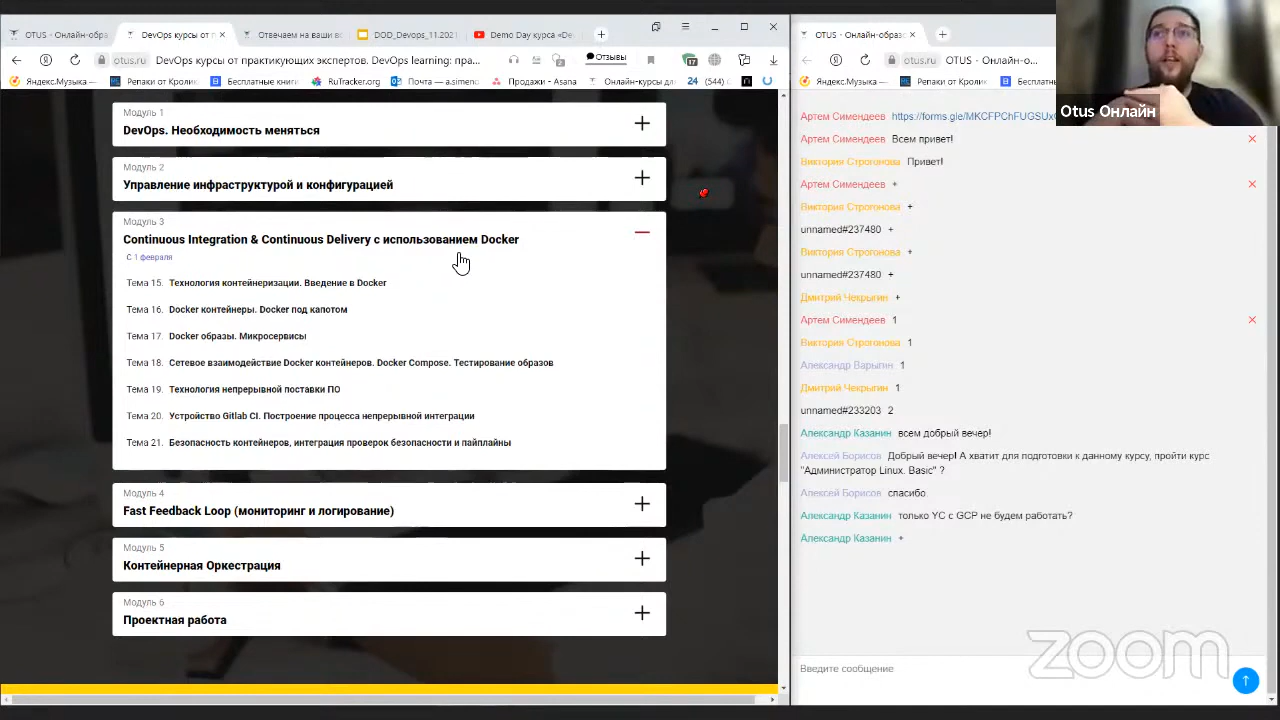 OTUS - Онлайн-обра
DevOps курсы от п
Отвечаем на ваши во
DOD_Devops_11.2021
Demo Day курса «De
otus.ru
DevOps курсы от практикующих экспертов. DevOps learning: пра...
Отзывы
Яндекс.Музыка —
Репаки от Кролик
Бесплатные книги
RuTracker.org
Почта — a.simeno
Продажи - Asana
Онлайн-курсы дл
24 (544) С
Модуль 1
DevOps. Необходимость меняться
Модуль 2
Управление инфраструктурой и конфигурацией
Модуль 3
Continuous Integration & Continuous Delivery с использованием Docker
С 1 февраля
Тема 15. Технология контейнеризации. Введение в Docker
Тема 16. Docker контейнеры. Docker под капотом
Тема 17. Docker образы. Микросервисы
Тема 18. Сетевое взаимодействие Docker контейнеров. Docker Compose. Тестирование образов
Тема 19. Технология непрерывной поставки ПО
Тема 20. Устройство Gitlab CI. Построение процесса непрерывной интеграции
Тема 21. Безопасность контейнеров, интеграция проверок безопасности и пайплайны
Модуль 4
Fast Feedback Loop (мониторинг и логирование)
Модуль 5
Контейнерная Оркестрация
Модуль 6
Проектная работа
OTUS - Онлайн-образ
otus.ru
OTUS - Онлайн-о...
Яндекс.Музыка —
Репаки от Кролик
Бесплатны
Otus Онлайн
Артем Симендеев https://forms.gle/MKCFPChFUGSUx
Артем Симендеев Всем привет!
Виктория Строгонова Привет!
Артем Симендеев +
Виктория Строгонова +
unnamed#237480 +
Виктория Строгонова +
unnamed#237480 +
Дмитрий Чекрыгин +
Артем Симендеев 1
Виктория Строгонова 1
Александр Варыгин 1
Дмитрий Чекрыгин 1
unnamed#233203 2
Александр Казанин всем добрый вечер!
Алексей Борисов Добрый вечер! А хватит для подготовки к данному курсу, пройти курс
"Администратор Linux. Basic" ?
Алексей Борисов спасибо.
Александр Казанин только YC с GCP не будем работать?
Александр Казанин +
zoom
Введите сообщение